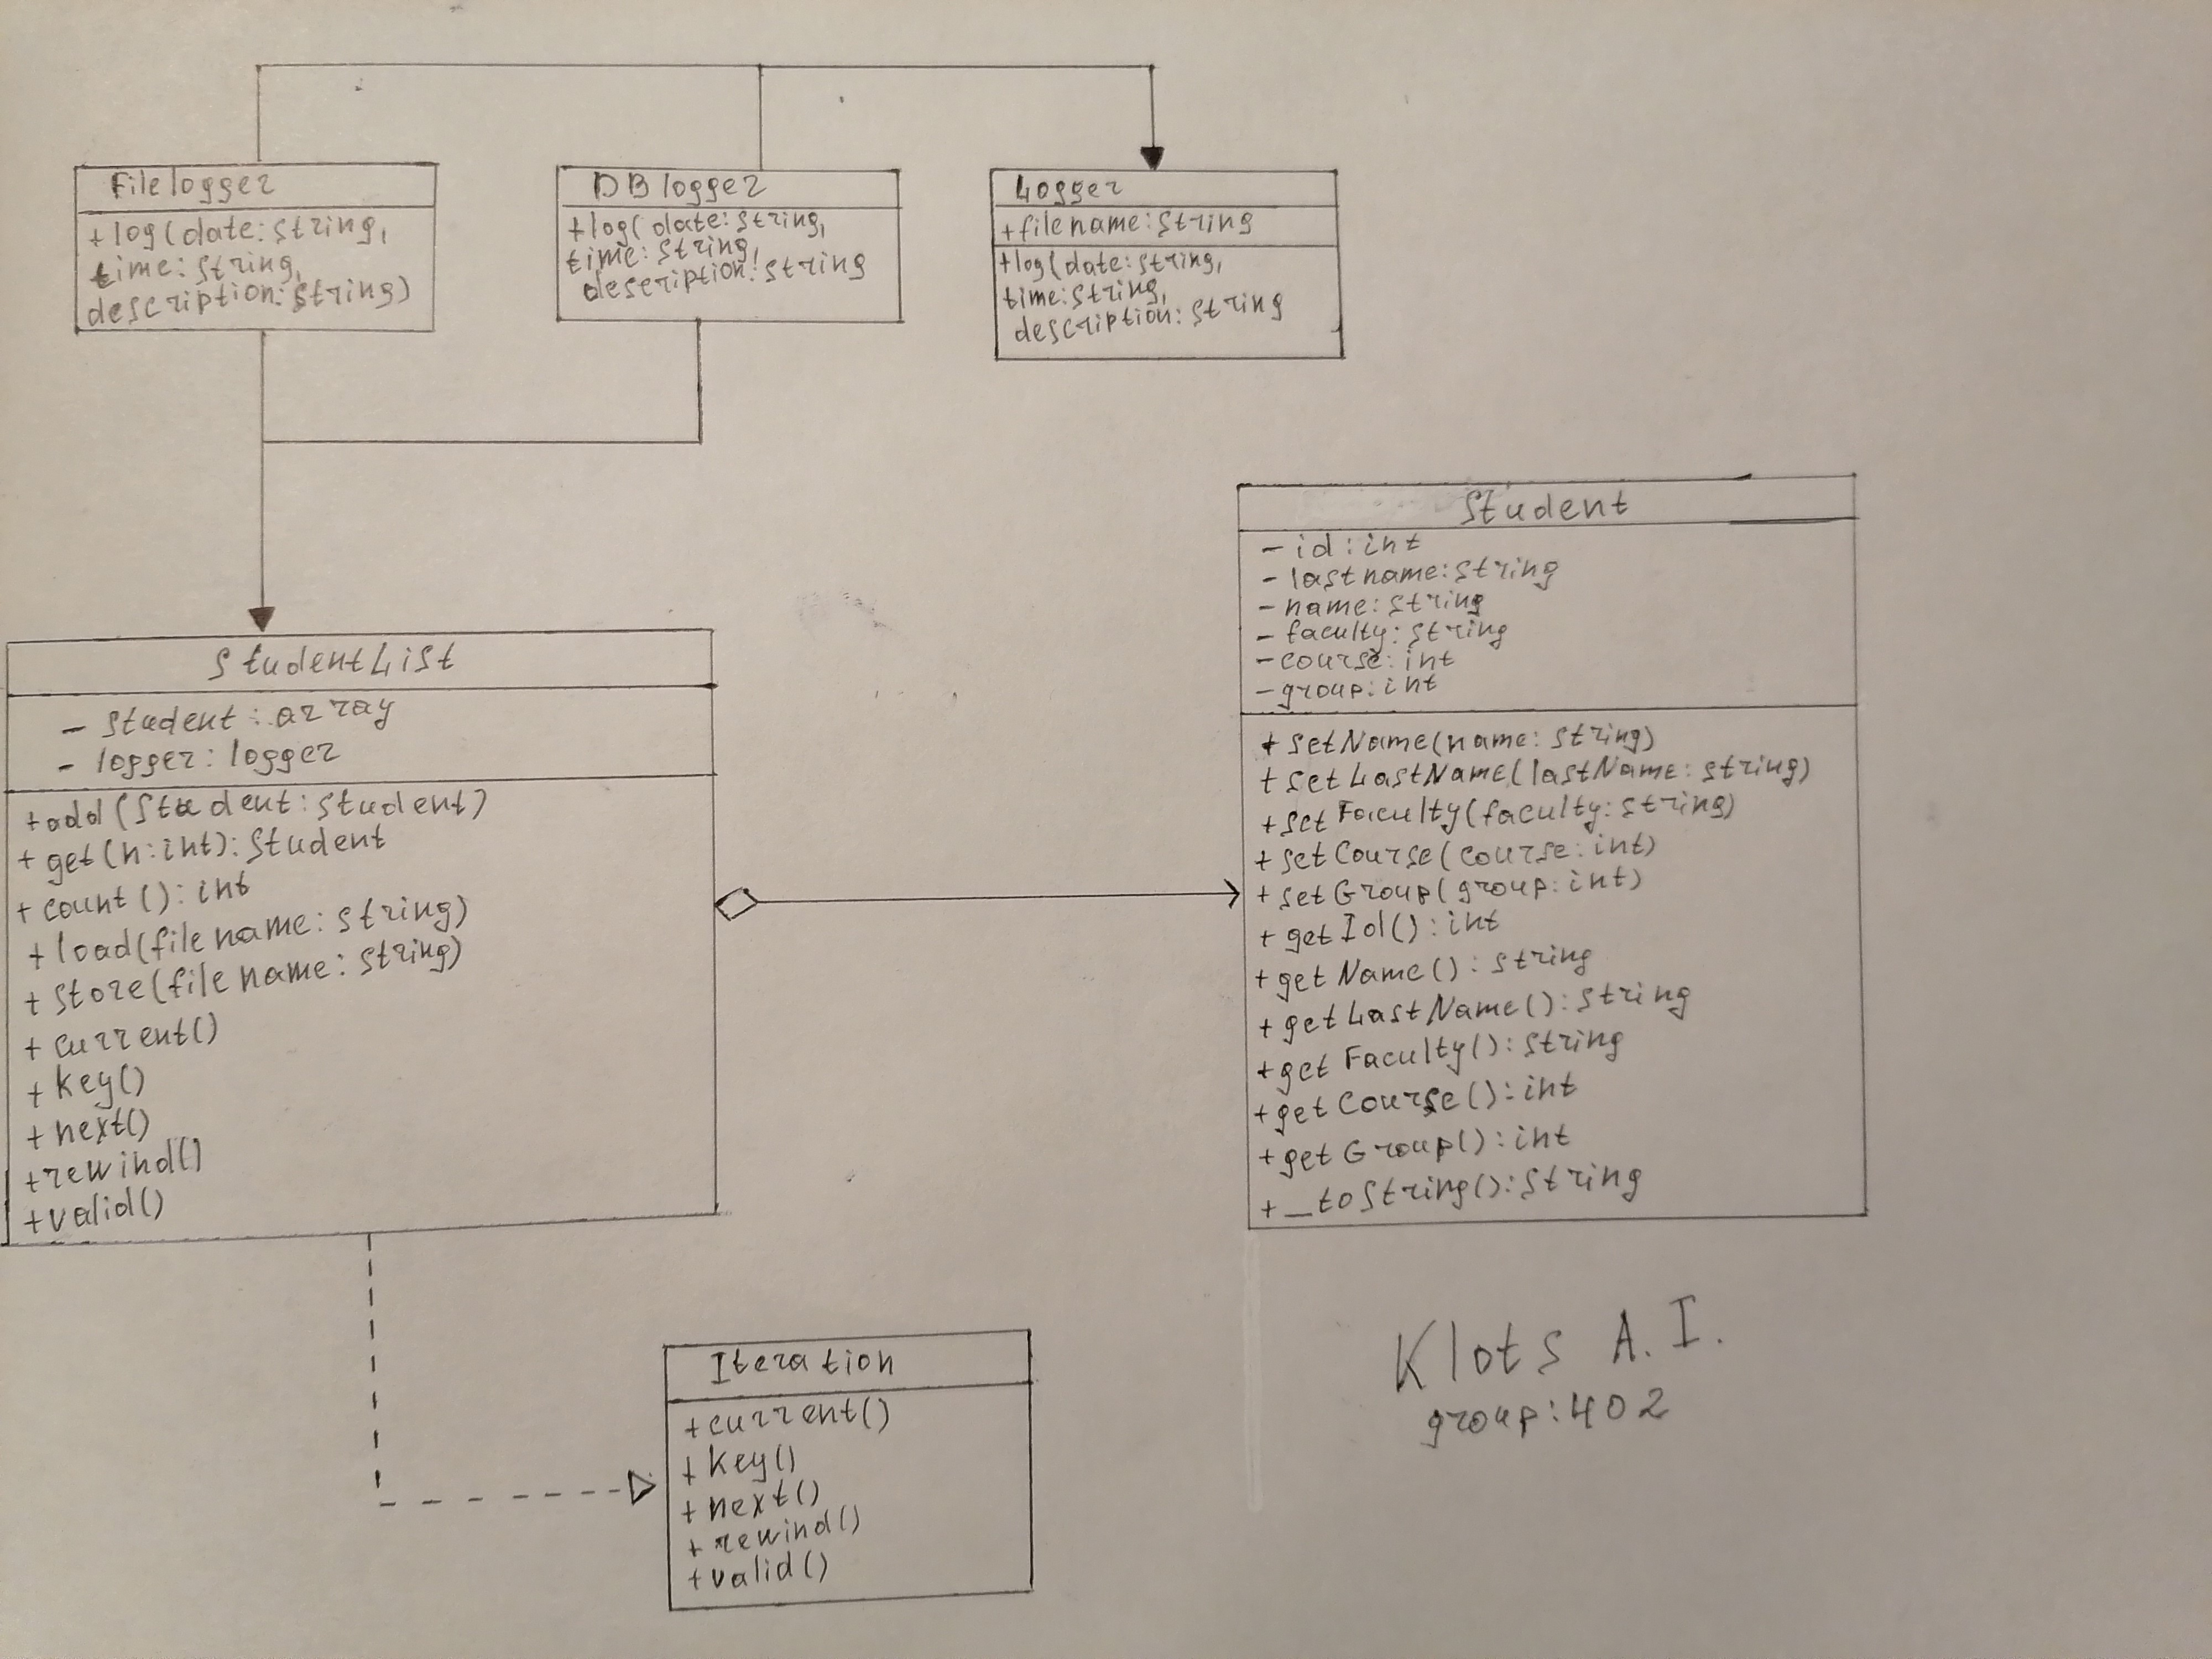 Filelogger
+log(date:string,
time:string,
description:string)
DBlogger
+log(date:string,
time:string,
description:string
Logger
+filename:string
+log(date:string,
time:string,
description:string
Student
- id:int
- lastname:string
- name:string
- faculty:string
- course:int
- group:int
+ setName(name:string)
+ setLastName(lastName:string)
+ setFaculty(faculty:string)
+ setCourse(course:int)
+ setGroup(group:int)
+ getId():int
+ getName():string
+ getLastName():string
+ getFaculty():string
+ getCourse():int
+ getGroup():int
+ _toString():string
StudentList
- student:array
- logger:logger
+add(student:student)
+ get(n:int):student
+ count():int
+ load(filename:string)
+ store(filename:string)
+ current()
+ key()
+ next()
+rewind()
+valid()
Iteration
+current()
+ key()
+ next()
+ rewind()
+valid()
Klots A.I.
group:402